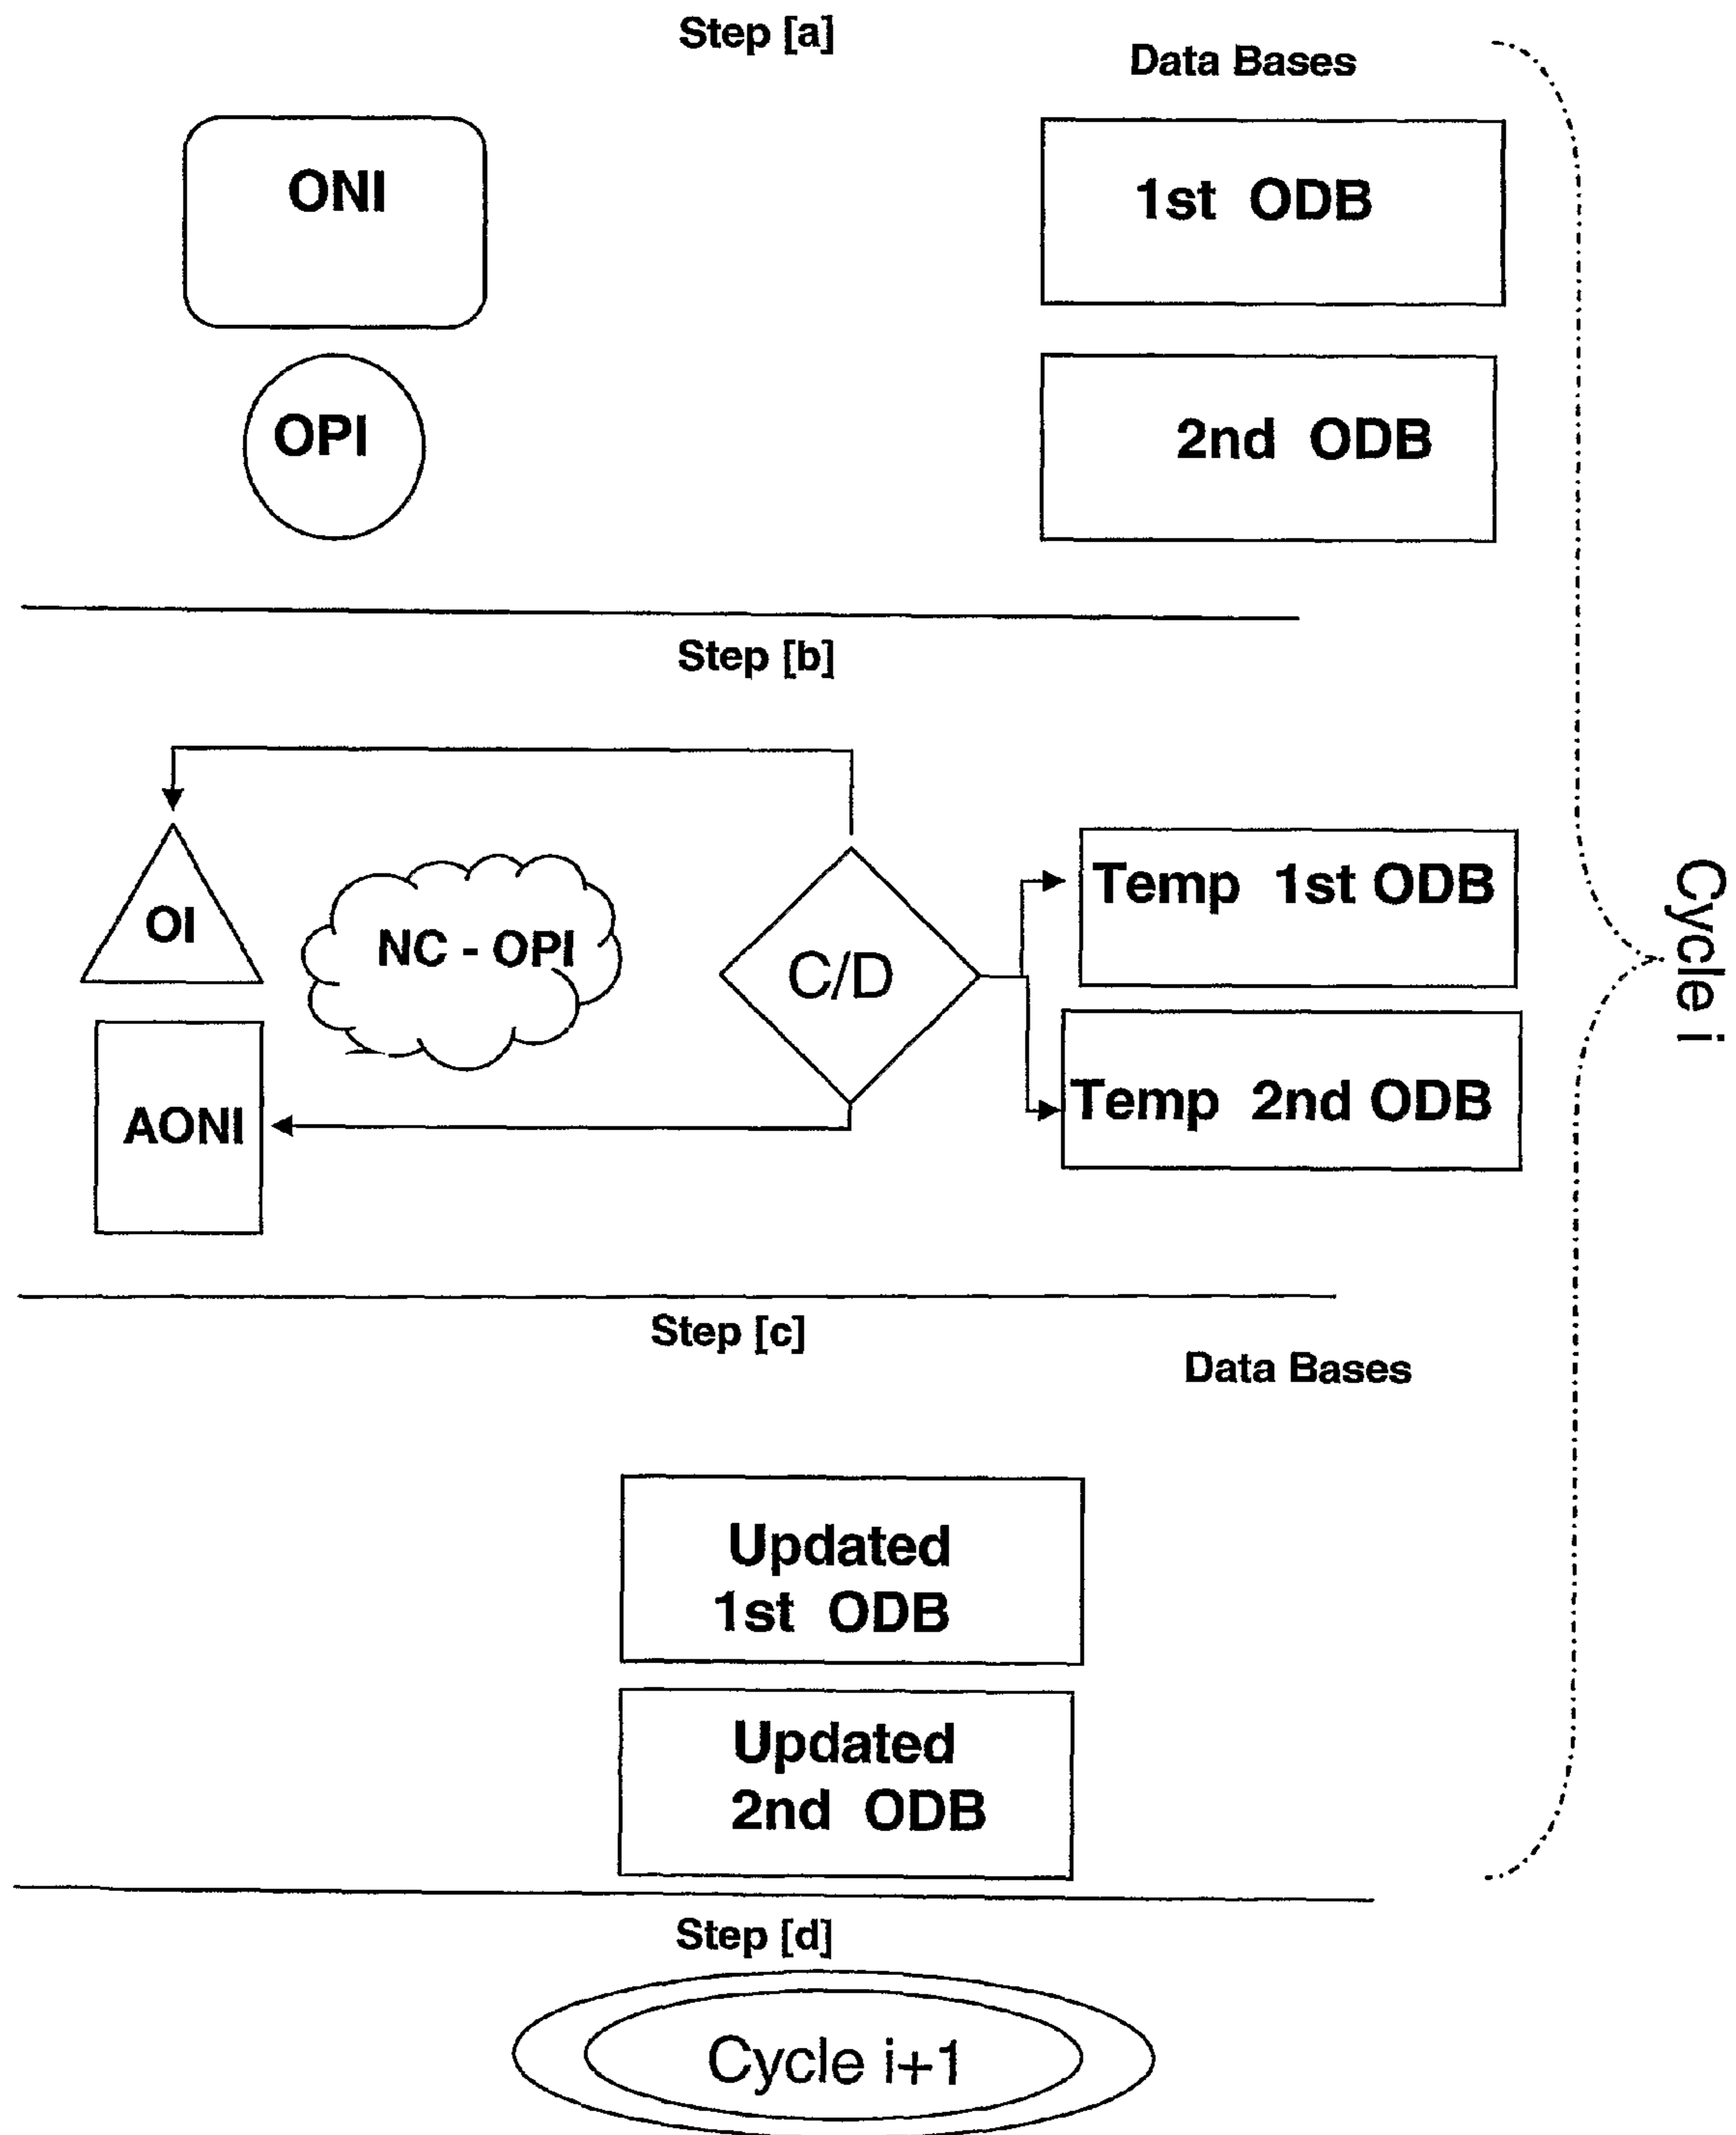 Step [a]
Data Bases
ONI
1st ODB
OPI
2nd ODB
Step [b]
OI
NC - OPI
C/D
Temp 1st ODB
AONI
Temp 2nd ODB
Cycle i
Step [c]
Data Bases
Updated
1st ODB
Updated
2nd ODB
Step [d]
Cycle i+1